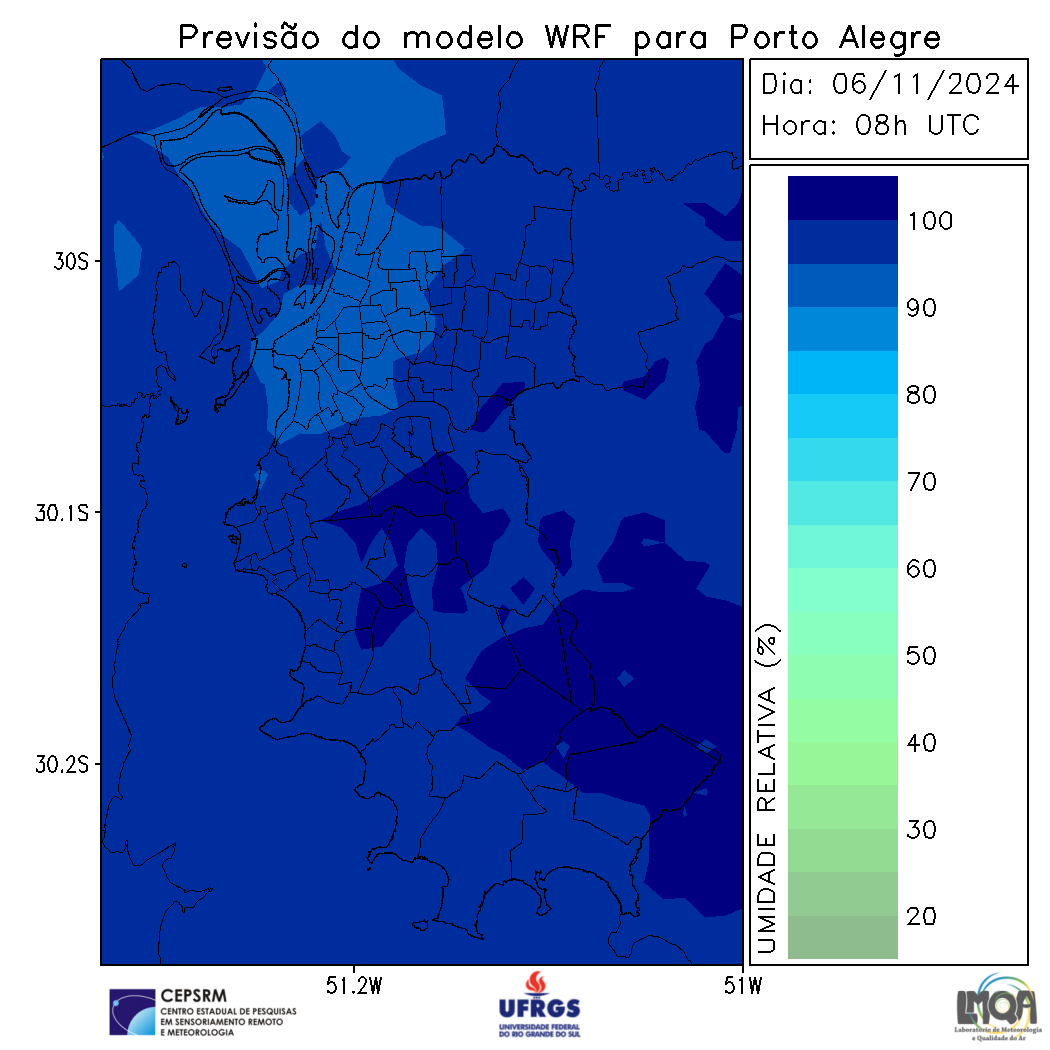 Previsão do modelo WRF para Porto Alegre
Dia: 06/11/2024
Hora: 08h UTC
30S
30.1S
30.2S
51.2W
51W
UMIDADE RELATIVA (%)
100
90
80
70
60
50
40
30
20
CEPSRM
CENTRO ESTADUAL DE PESQUISAS
EM SENSORIAMENTO REMOTO
E METEOROLOGIA
UFRGS
UNIVERSIDADE FEDERAL
DO RIO GRANDE DO SUL
LMQA
Laboratório de Meteorologia
e Qualidade do Ar